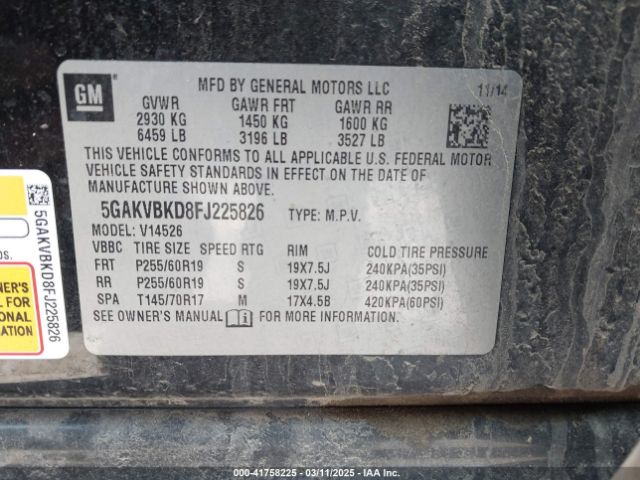 GM
MFD BY GENERAL MOTORS LLC
11/14
GVWR GAWR FRT GAWR RR
2930 KG 1450 KG 1600 KG
6459 LB 3196 LB 3527 LB
THIS VEHICLE CONFORMS TO ALL APPLICABLE U.S. FEDERAL MOTOR
VEHICLE SAFETY STANDARDS IN EFFECT ON THE DATE OF
MANUFACTURE SHOWN ABOVE.
5GAKVBKD8FJ225826 TYPE: M.P.V.
MODEL: V14526
VBBC TIRE SIZE SPEED RTG RIM COLD TIRE PRESSURE
FRT P255/60R19 S 19X7.5J 240KPA(35PSI)
RR P255/60R19 S 19X7.5J 240KPA(35PSI)
SPA T145/70R17 M 17X4.5B 420KPA(60PSI)
SEE OWNER'S MANUAL FOR MORE INFORMATION.
5GAKVBKD8FJ225826
NER'S
L FOR
ONAL
ATION
000-41758225 - 03/11/2025 - IAA Inc.